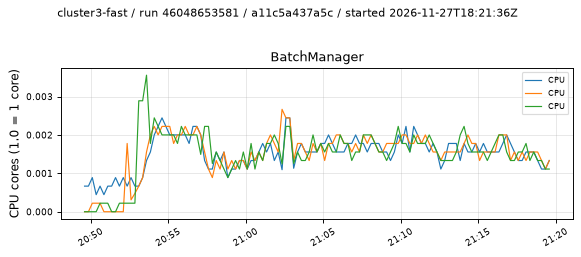 cluster3-fast / run 46048653581 / a11c5a437a5c / started 2026-11-27T18:21:36Z
BatchManager
CPU cores (1.0 = 1 core)
0.003
0.002
0.001
0.000
CPU
CPU
CPU
20:50
20:55
21:00
21:05
21:10
21:15
21:20